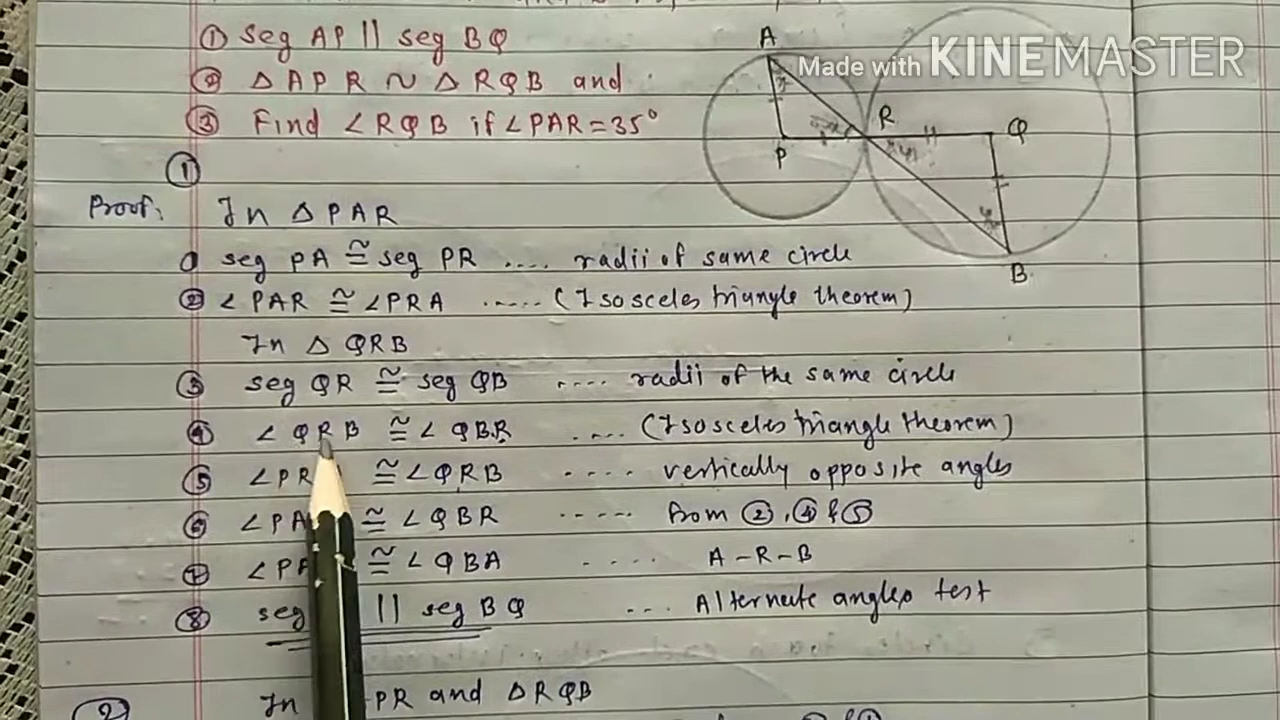 ① seg AP || seg BQ
② △APR ~ △RQB and
③ Find ∠RQB if ∠PAR = 35°
Made with KINEMASTER
A
R
Q
P
B
①
Proof: In △PAR
① seg PA ≅ seg PR .... radii of same circle
② ∠PAR ≅ ∠PRA ..... (Isosceles triangle theorem)
In △QRB
③ seg QR ≅ seg QB .... radii of the same circle
④ ∠QRB ≅ ∠QBR .... (Isosceles triangle theorem)
⑤ ∠PR ≅ ∠QRB .... vertically opposite angles
⑥ ∠PA ≅ ∠QBR ..... from ②, ④ & ⑤
⑦ ∠PA ≅ ∠QBA .... A-R-B
⑧ seg || seg BQ ... Alternate angles test
② In PR and △RQB